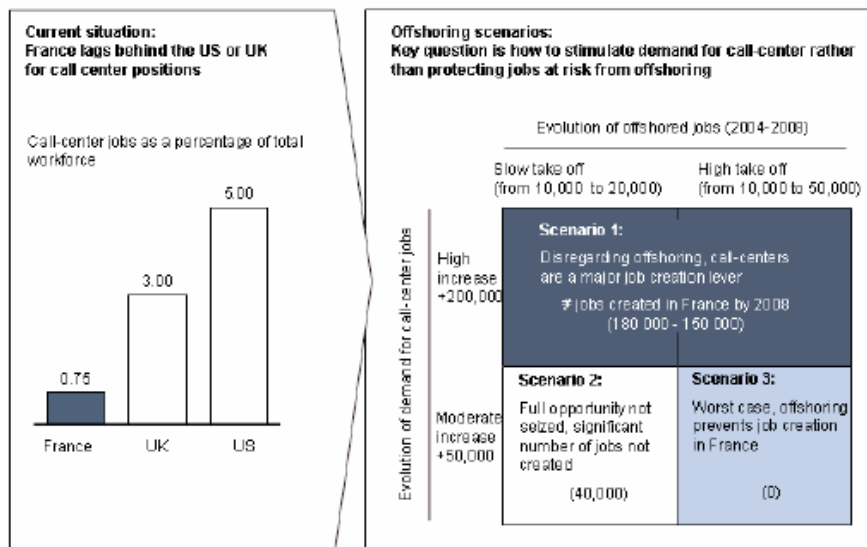 Current situation:
France lags behind the US or UK
for call center positions
Call-center jobs as a percentage of total
workforce
5.00
3.00
0.75
France
UK
US
Offshoring scenarios:
Key question is how to stimulate demand for call-center rather
than protecting jobs at risk from offshoring
Evolution of offshored jobs (2004-2008)
Slow take off
(from 10,000 to 20,000)
High take off
(from 10,000 to 50,000)
Evolution of demand for call-center jobs
High
increase
+200,000
Scenario 1:
Disregarding offshoring, call-centers
are a major job creation lever
# jobs created in France by 2008
(180 000 - 150 000)
Moderate
increase
+50,000
Scenario 2:
Full opportunity not
seized, significant
number of jobs not
created
(40,000)
Scenario 3:
Worst case, offshoring
prevents job creation
in France
(0)